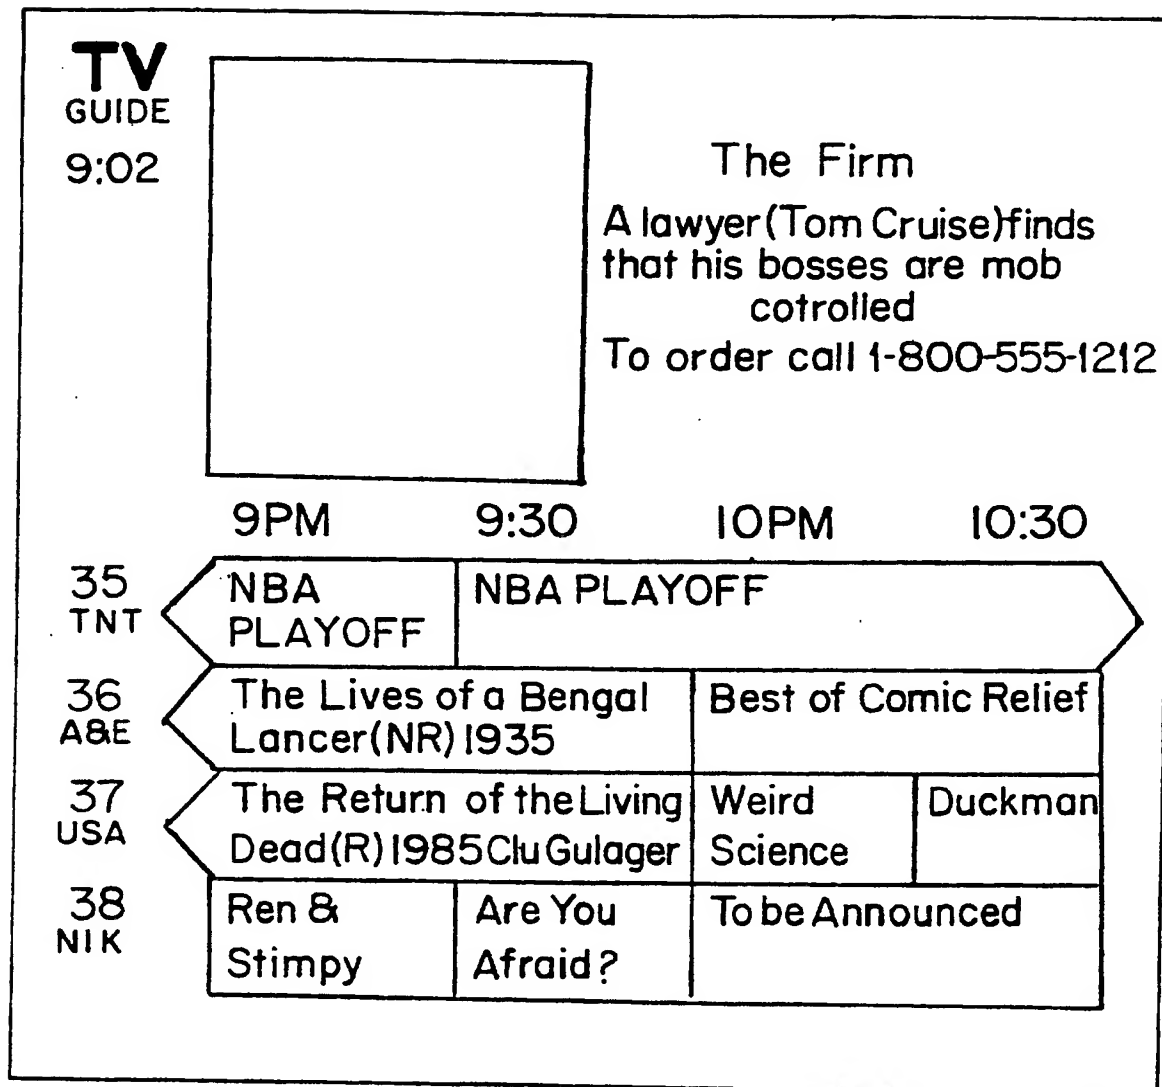 TV
GUIDE
9:02
The Firm
A lawyer (Tom Cruise) finds
that his bosses are mob
cotrolled
To order call 1-800-555-1212
9PM 9:30 10PM 10:30
35
TNT
NBA
PLAYOFF
NBA PLAYOFF
36
A&E
The Lives of a Bengal
Lancer (NR) 1935
Best of Comic Relief
37
USA
The Return of the Living
Dead (R) 1985 Clu Gulager
Weird
Science
Duckman
38
NIK
Ren &
Stimpy
Are You
Afraid?
To be Announced